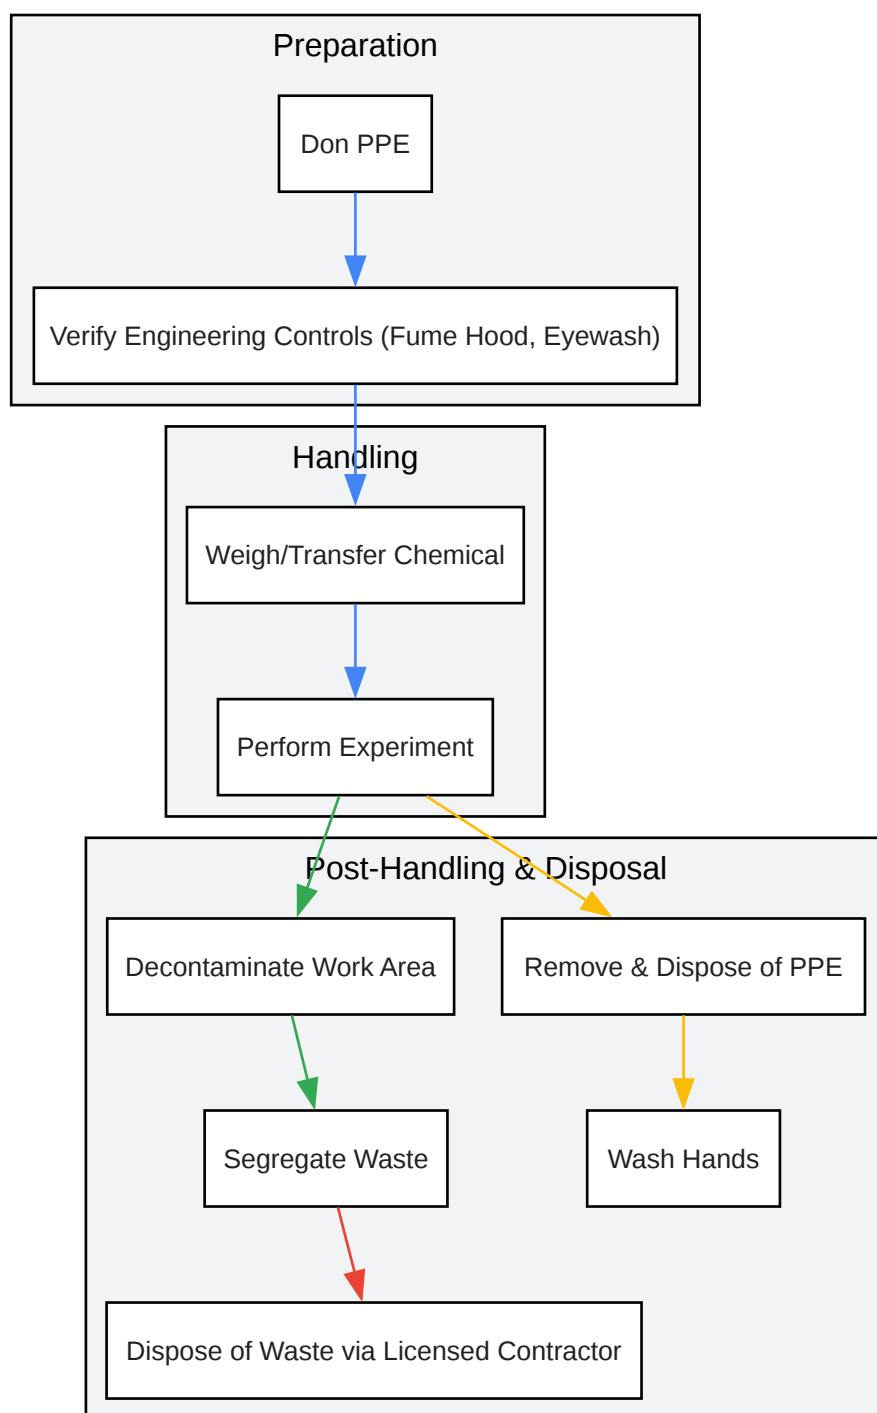 Preparation
Don PPE
Verify Engineering Controls (Fume Hood, Eyewash)
Handling
Weigh/Transfer Chemical
Perform Experiment
Post-Handling & Disposal
Decontaminate Work Area
Remove & Dispose of PPE
Segregate Waste
Wash Hands
Dispose of Waste via Licensed Contractor